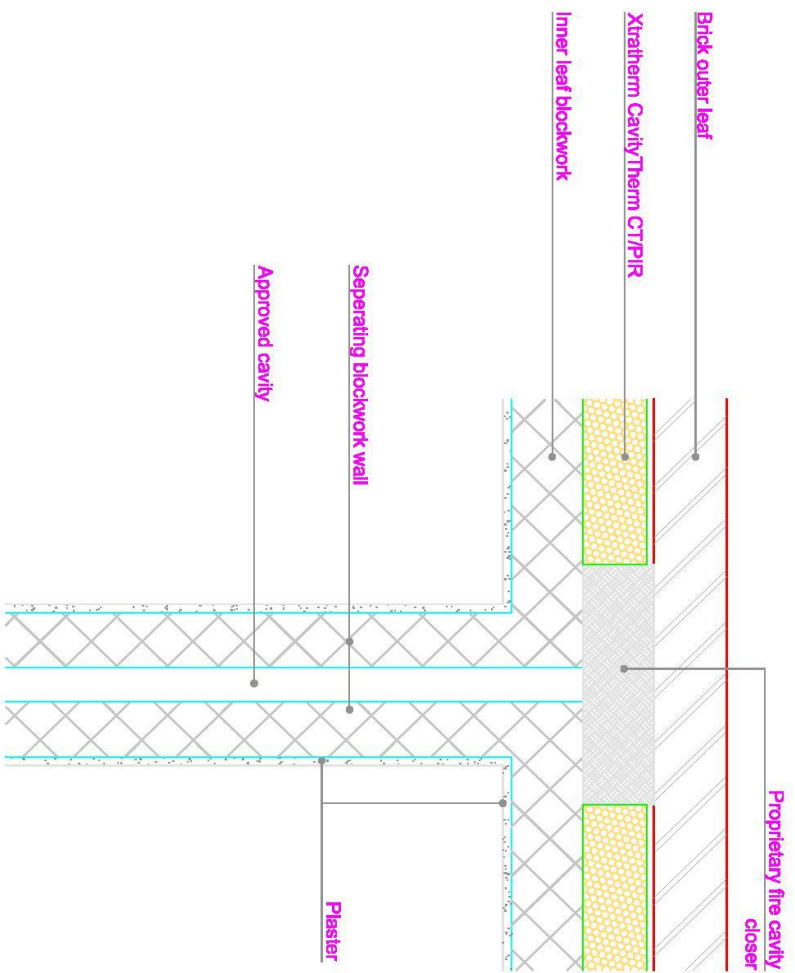 Brick outer leaf
Xtratherm CavityTherm CT/PIR
Inner leaf blockwork
Seperating blockwork wall
Approved cavity
Proprietary fire cavity
closer
Plaster